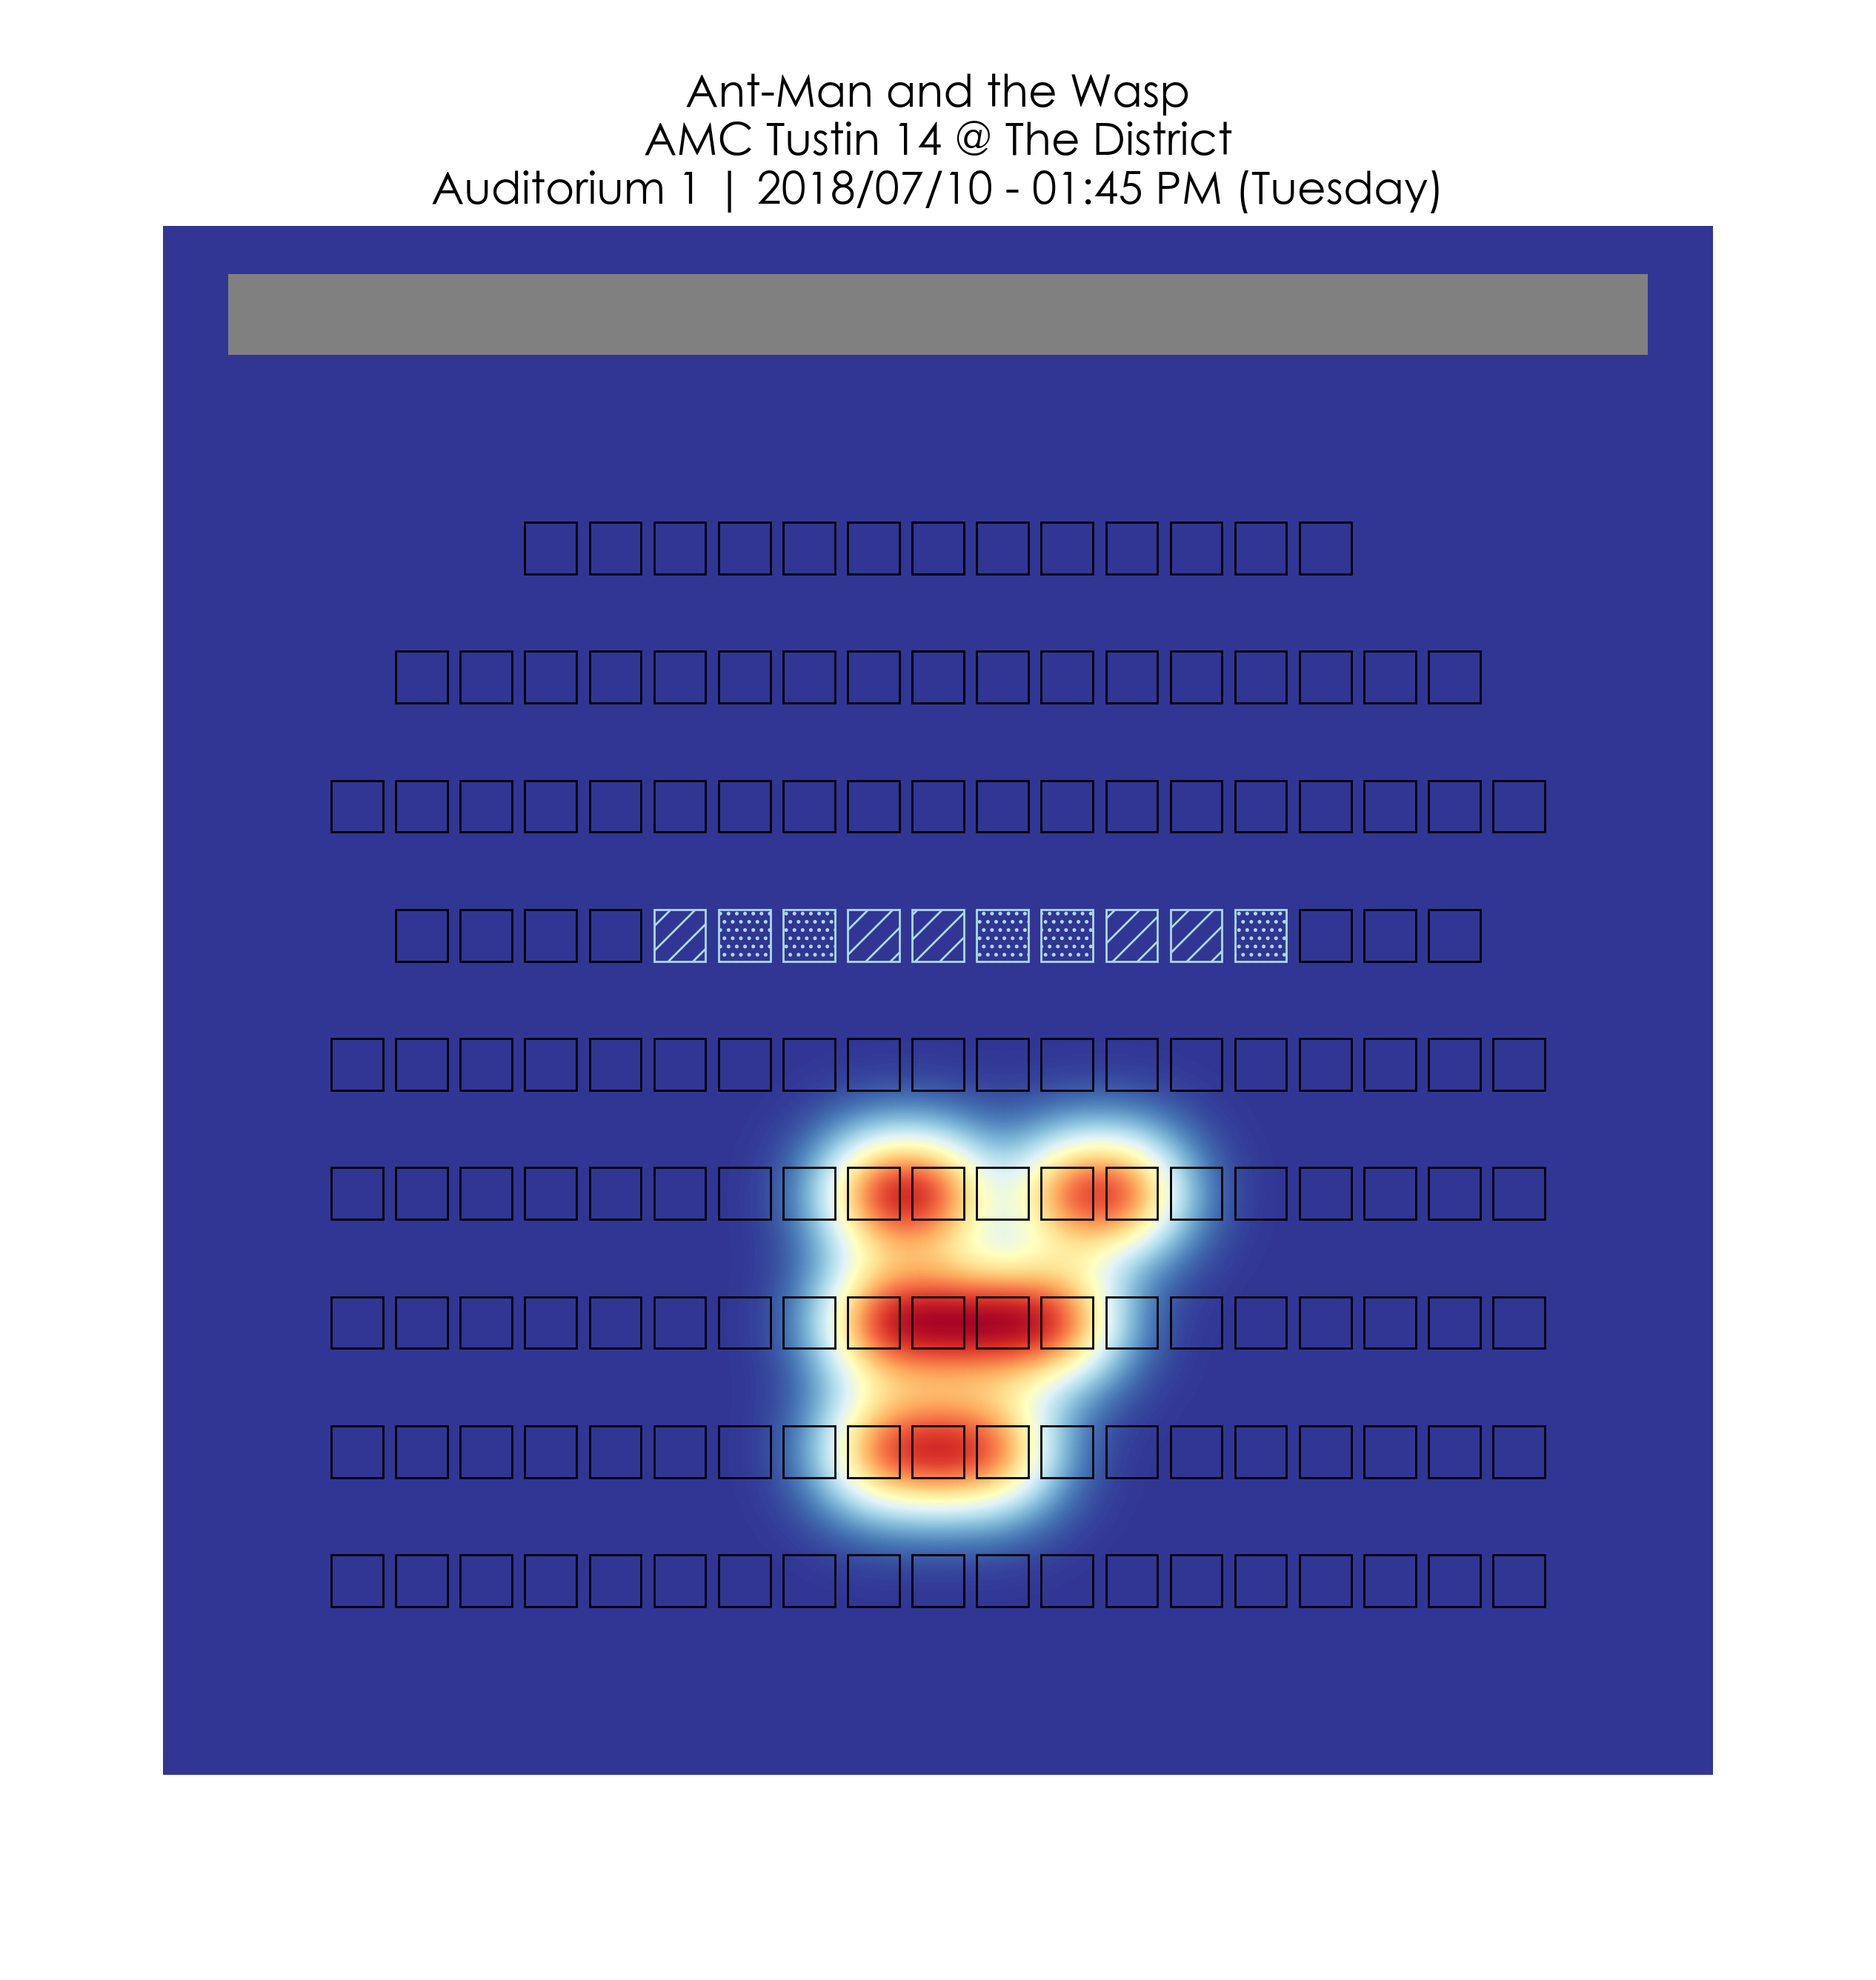 Ant-Man and the Wasp
AMC Tustin 14 @ The District
Auditorium 1 | 2018/07/10 - 01:45 PM (Tuesday)